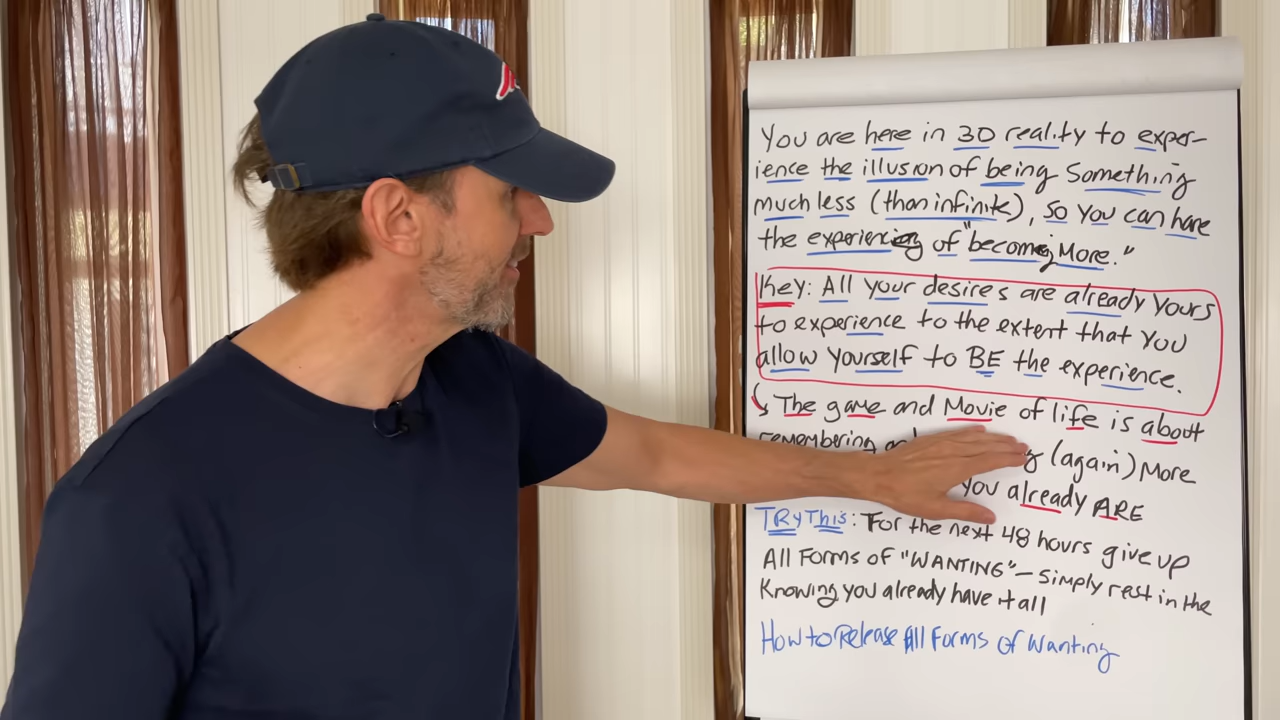 You are here in 3D reality to exper-
ience the illusion of being Something
much less (than infinite), so you can have
the experiencing of "becoming More."
Key: All your desires are already yours
to experience to the extent that you
allow yourself to BE the experience.
The game and Movie of life is about
remembering (again) More
you already ARE
TRy This: For the next 48 hours give up
All Forms of "WANTING" – simply rest in the
Knowing you already have it all
How to Release All Forms of Wanting